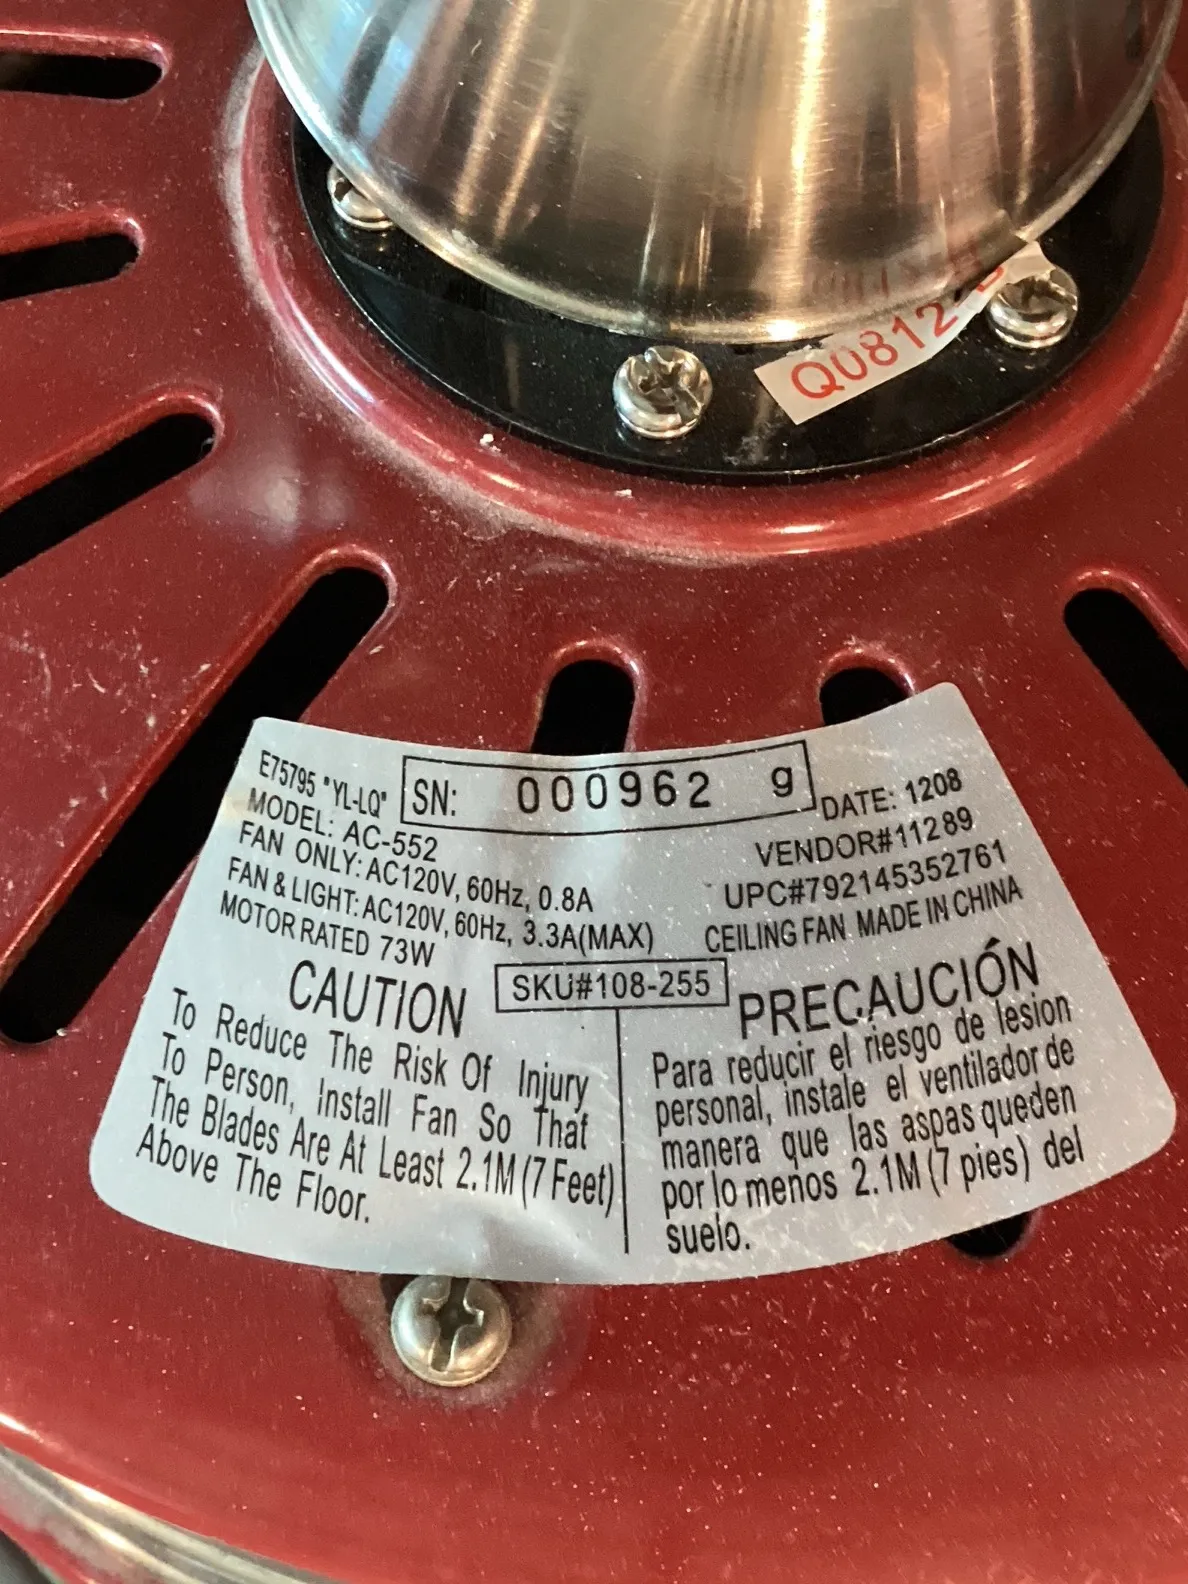 Q0812-
E75795 "YL-LQ"
SN: 000962 g
DATE: 1208
MODEL: AC-552
VENDOR#11289
FAN ONLY: AC120V, 60Hz, 0.8A
UPC#792145352761
FAN & LIGHT: AC120V, 60Hz, 3.3A(MAX)
CEILING FAN MADE IN CHINA
MOTOR RATED 73W
SKU#108-255
CAUTION
To Reduce The Risk Of Injury
To Person, Install Fan So That
The Blades Are At Least 2.1M (7 Feet)
Above The Floor.
PRECAUCIÓN
Para reducir el riesgo de lesion
personal, instale el ventilador de
manera que las aspas queden
por lo menos 2.1M (7 pies) del
suelo.